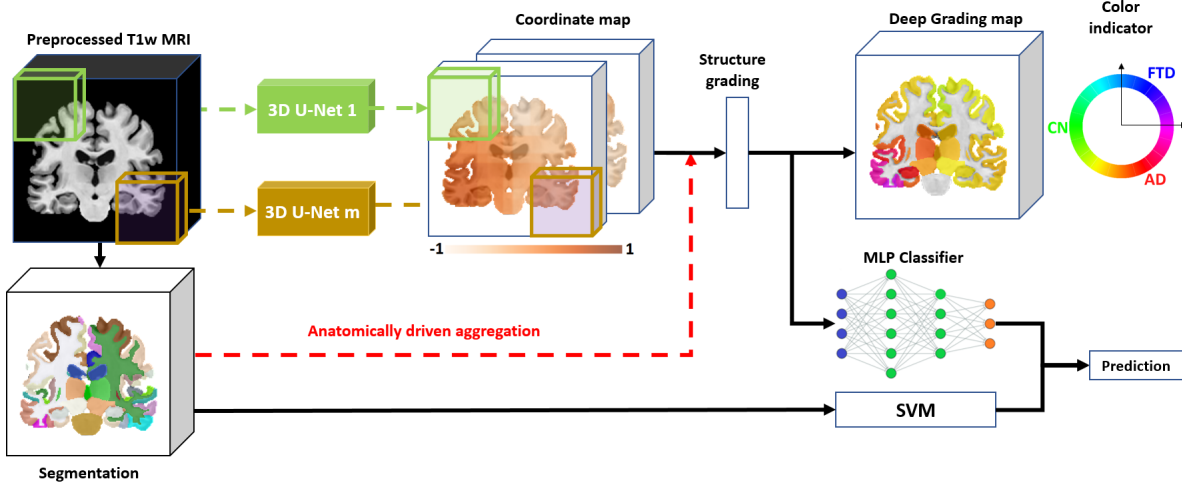 Preprocessed T1w MRI
Coordinate map
Structure
grading
Deep Grading map
Color
indicator
3D U-Net 1
3D U-Net m
FTD
CN
AD
-1
1
MLP Classifier
Anatomically driven aggregation
Prediction
SVM
Segmentation